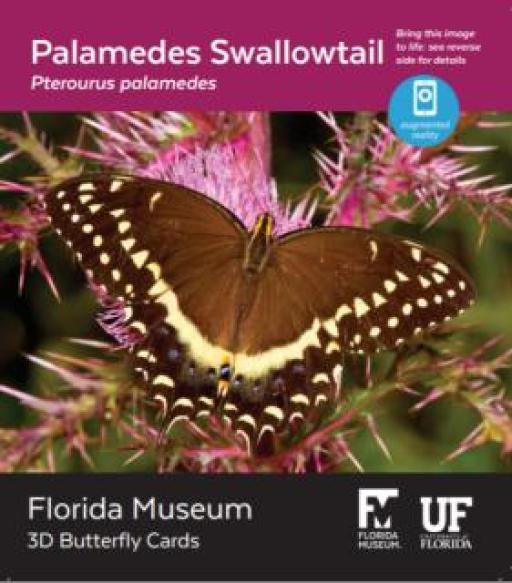 Palamedes Swallowtail
Pterourus palamedes
Bring this image
to life: see reverse
side for details
augmented
reality
Florida Museum
3D Butterfly Cards
FM
FLORIDA
MUSEUM.
UF
UNIVERSITY of
FLORIDA